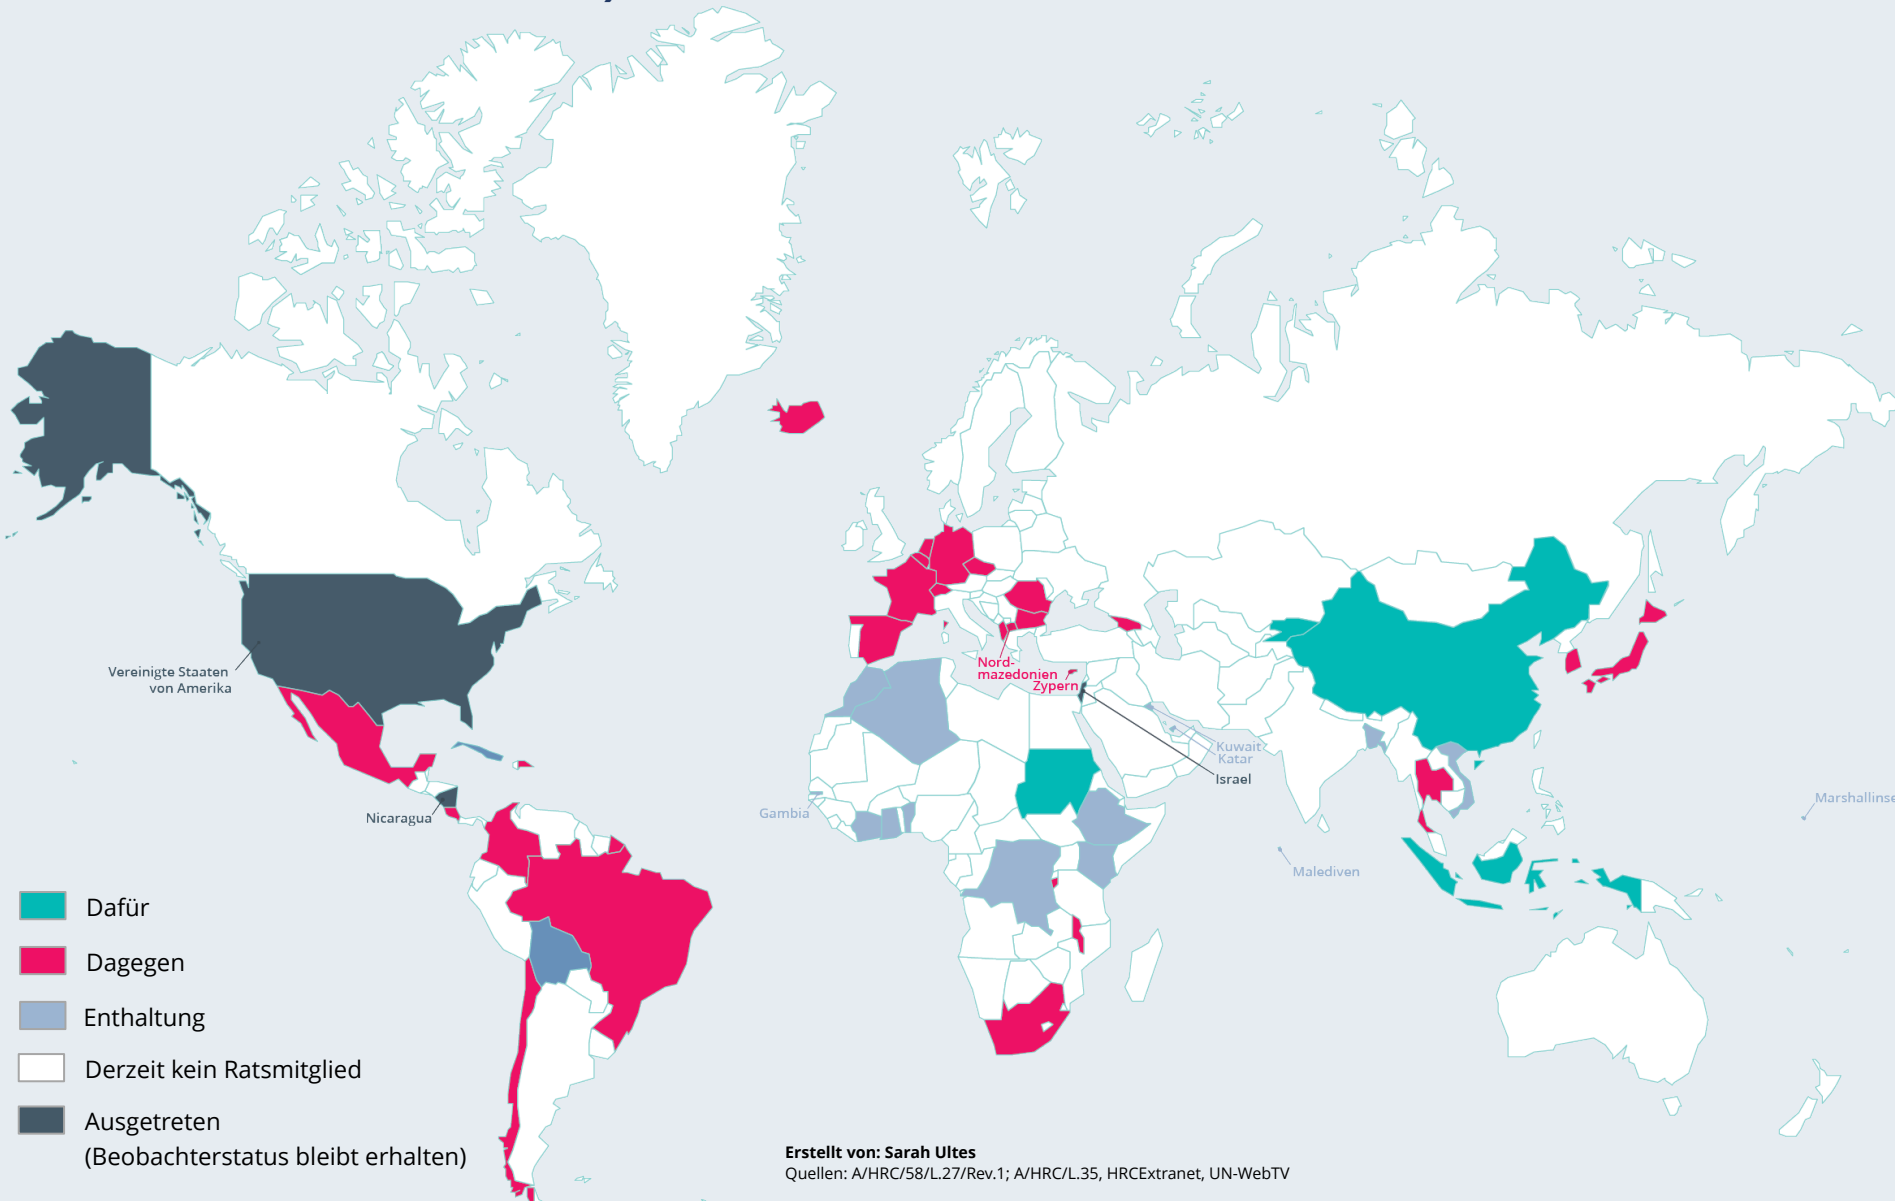 Vereinigte Staaten
von Amerika
Nicaragua
Nord-
mazedonien
Zypern
Kuwait
Katar
Israel
Gambia
Malediven
Marshallinse
Dafür
Dagegen
Enthaltung
Derzeit kein Ratsmitglied
Ausgetreten
(Beobachterstatus bleibt erhalten)
Erstellt von: Sarah Ultes
Quellen: A/HRC/58/L.27/Rev.1; A/HRC/L.35, HRCExtranet, UN-WebTV